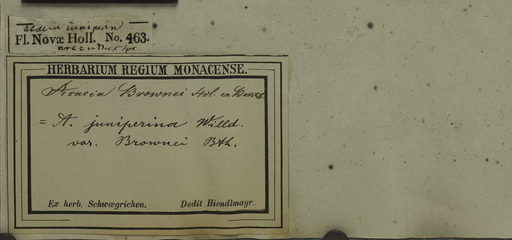 Fl. Novæ Holl. No. 463.
HERBARIUM REGIUM MONACENSE.
Acacia Brownei
= A. juniperina Willd.
var. Brownei Bth.
Ex herb. Schwægrichen. Dedit Hiendlmayr.